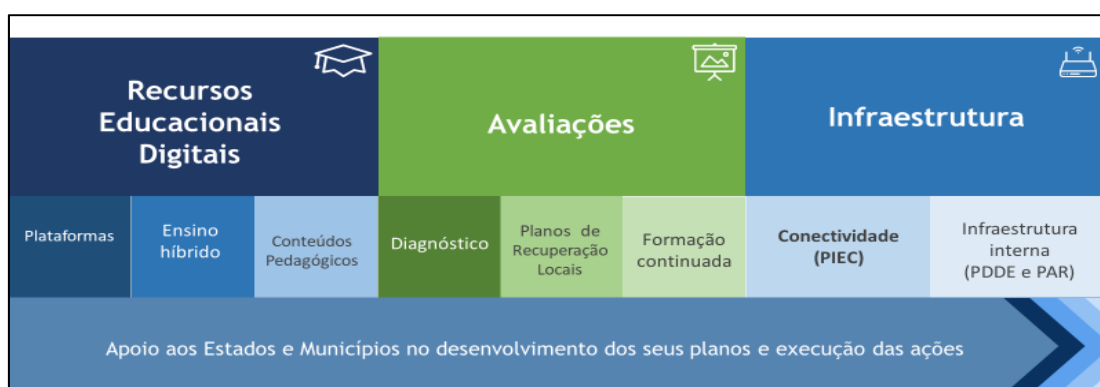 Recursos
Educacionais
Digitais
Avaliações
Infraestrutura
Plataformas
Ensino
híbrido
Conteúdos
Pedagógicos
Diagnóstico
Planos de
Recuperação
Locais
Formação
continuada
Conectividade
(PIEC)
Infraestrutura
interna
(PDDE e PAR)
Apoio aos Estados e Municípios no desenvolvimento dos seus planos e execução das ações